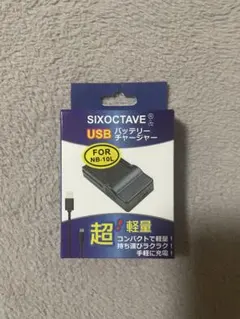 SIXOCTAVE
USB バッテリー
チャージャー
FOR
NB-10L
超軽量
コンパクトで軽量!
持ち運びラクラク!
手軽に充電!